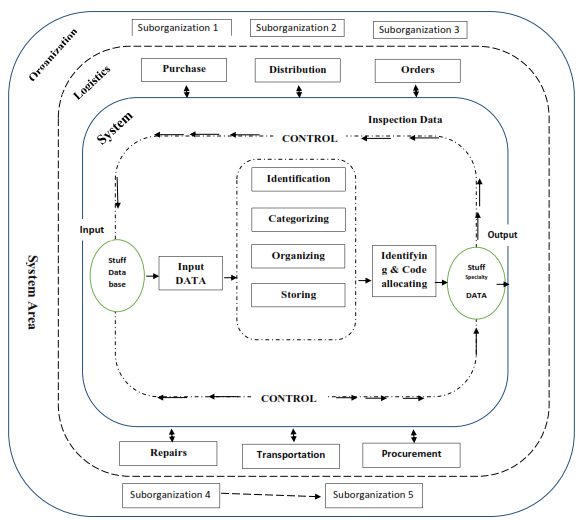 Suborganization 1
Suborganization 2
Suborganization 3
Organization
Logistics
Purchase
Distribution
Orders
System
Inspection Data
CONTROL
Identification
Categorizing
Organizing
Storing
Input
Stuff
Data
base
Input
DATA
Identifyin
g & Code
allocating
Output
Stuff
Specialty
DATA
System Area
CONTROL
Repairs
Transportation
Procurement
Suborganization 4
Suborganization 5